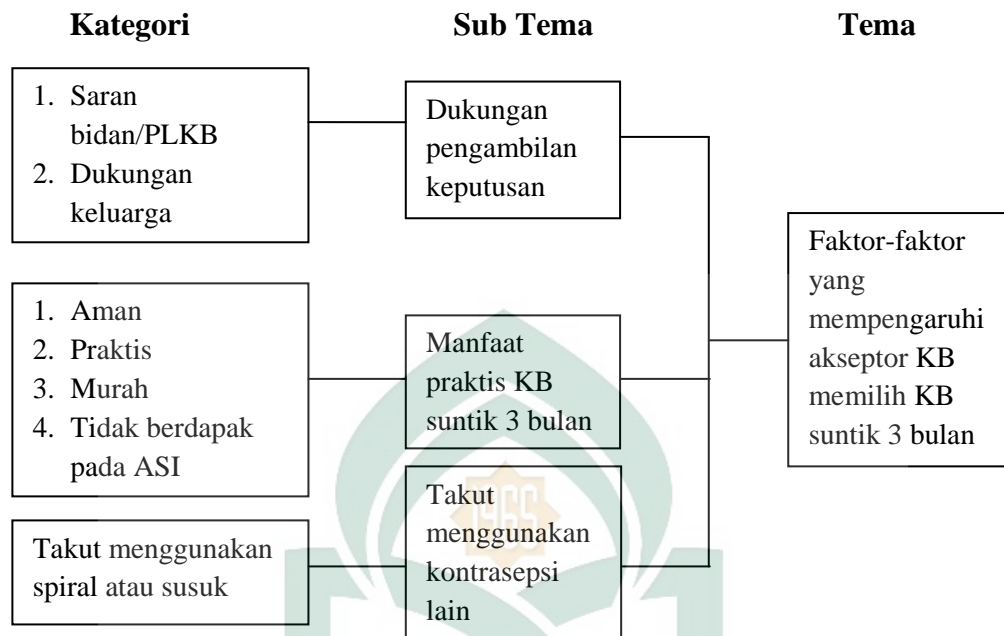 Kategori
Sub Tema
Tema
1. Saran
bidan/PLKB
2. Dukungan
keluarga
Dukungan
pengambilan
keputusan
1. Aman
2. Praktis
3. Murah
4. Tidak berdapak
pada ASI
Manfaat
praktis KB
suntik 3 bulan
Takut menggunakan
spiral atau susuk
Takut
menggunakan
kontrasepsi
lain
Faktor-faktor
yang
mempengaruhi
akseptor KB
memilih KB
suntik 3 bulan
1965